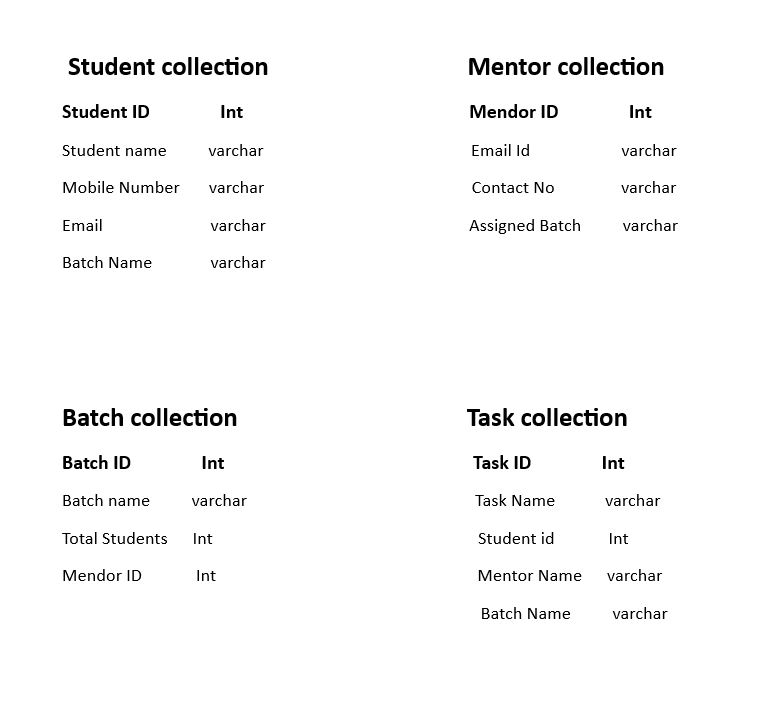 Student collection
Student ID Int
Student name varchar
Mobile Number varchar
Email varchar
Batch Name varchar
Mentor collection
Mendor ID Int
Email Id varchar
Contact No varchar
Assigned Batch varchar
Batch collection
Batch ID Int
Batch name varchar
Total Students Int
Mendor ID Int
Task collection
Task ID Int
Task Name varchar
Student id Int
Mentor Name varchar
Batch Name varchar